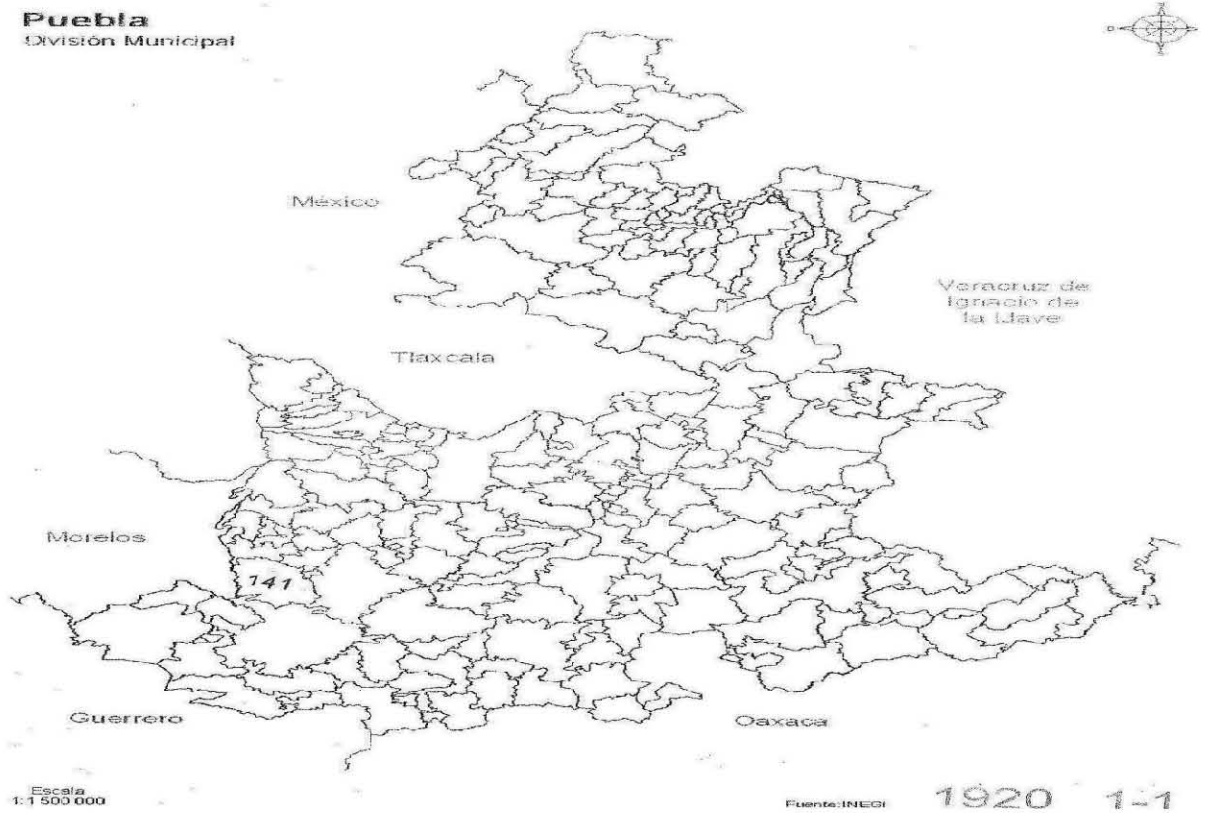 Puebla
División Municipal
México
Veracruz de
Ignacio de
la Llave
Tlaxcala
Morelos
141
Guerrero
Oaxaca
Escala
1:1 500 000
Fuente:INEGI
1920 1-1